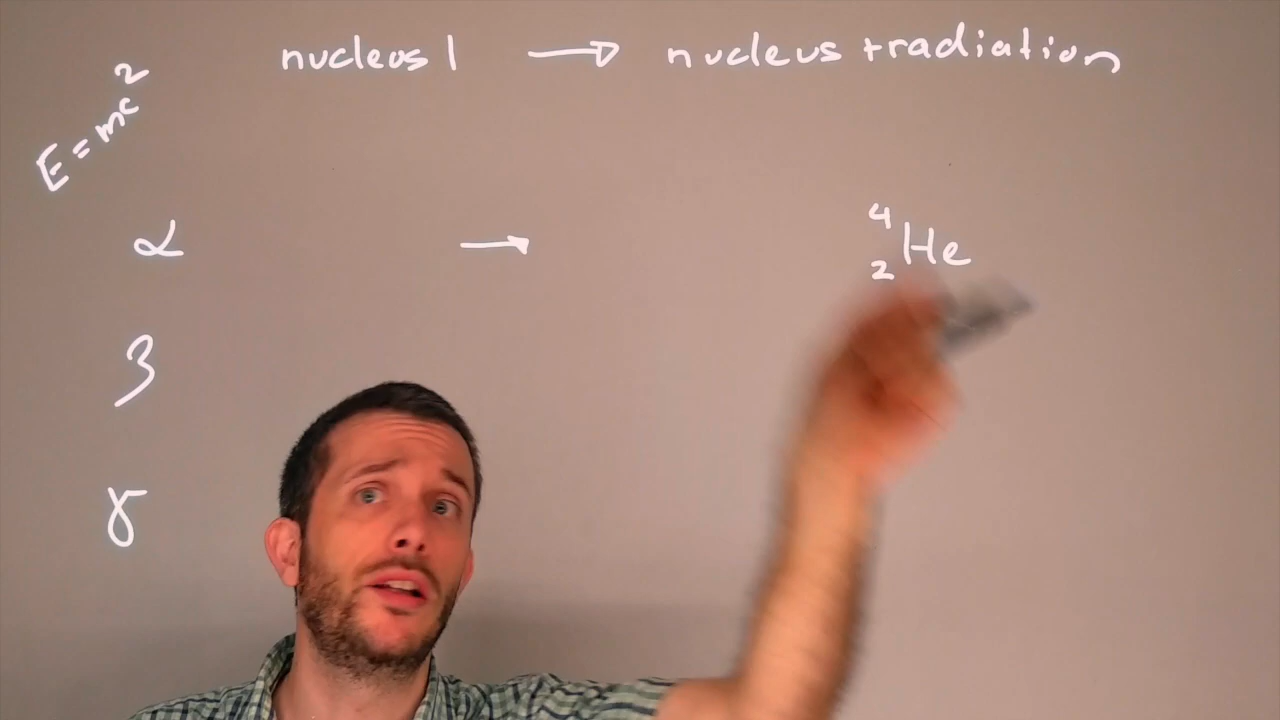 nucleus 1 → nucleus + radiation
E = mc²
α → ⁴₂He
β
γ